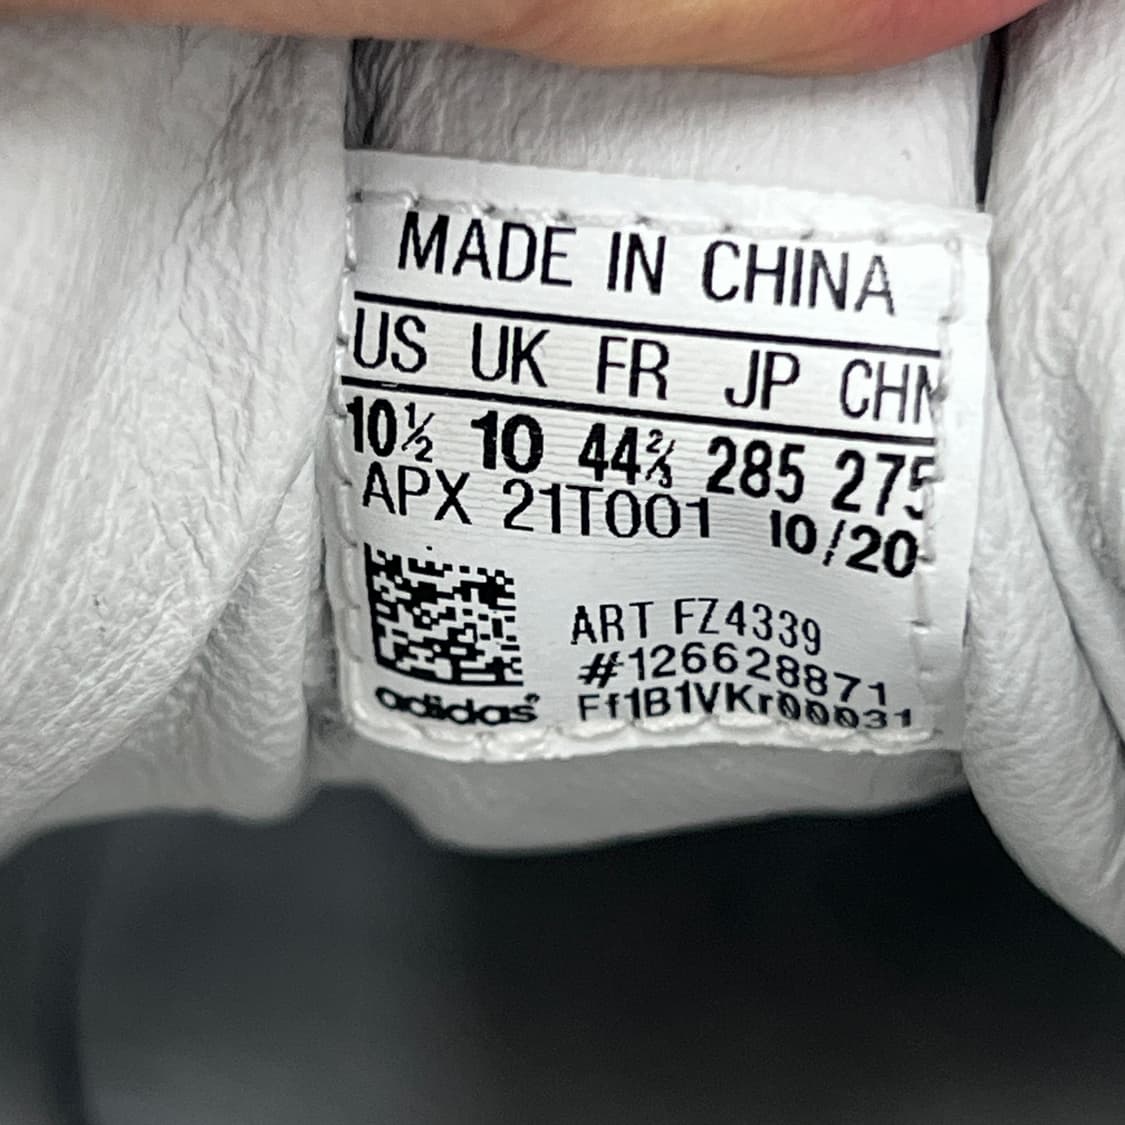 MADE IN CHINA
US UK FR JP CHN
10½ 10 44⅔ 285 275
APX 21T001 10/20
ART FZ4339
#126628871
adidas Ff1B1VKr00031